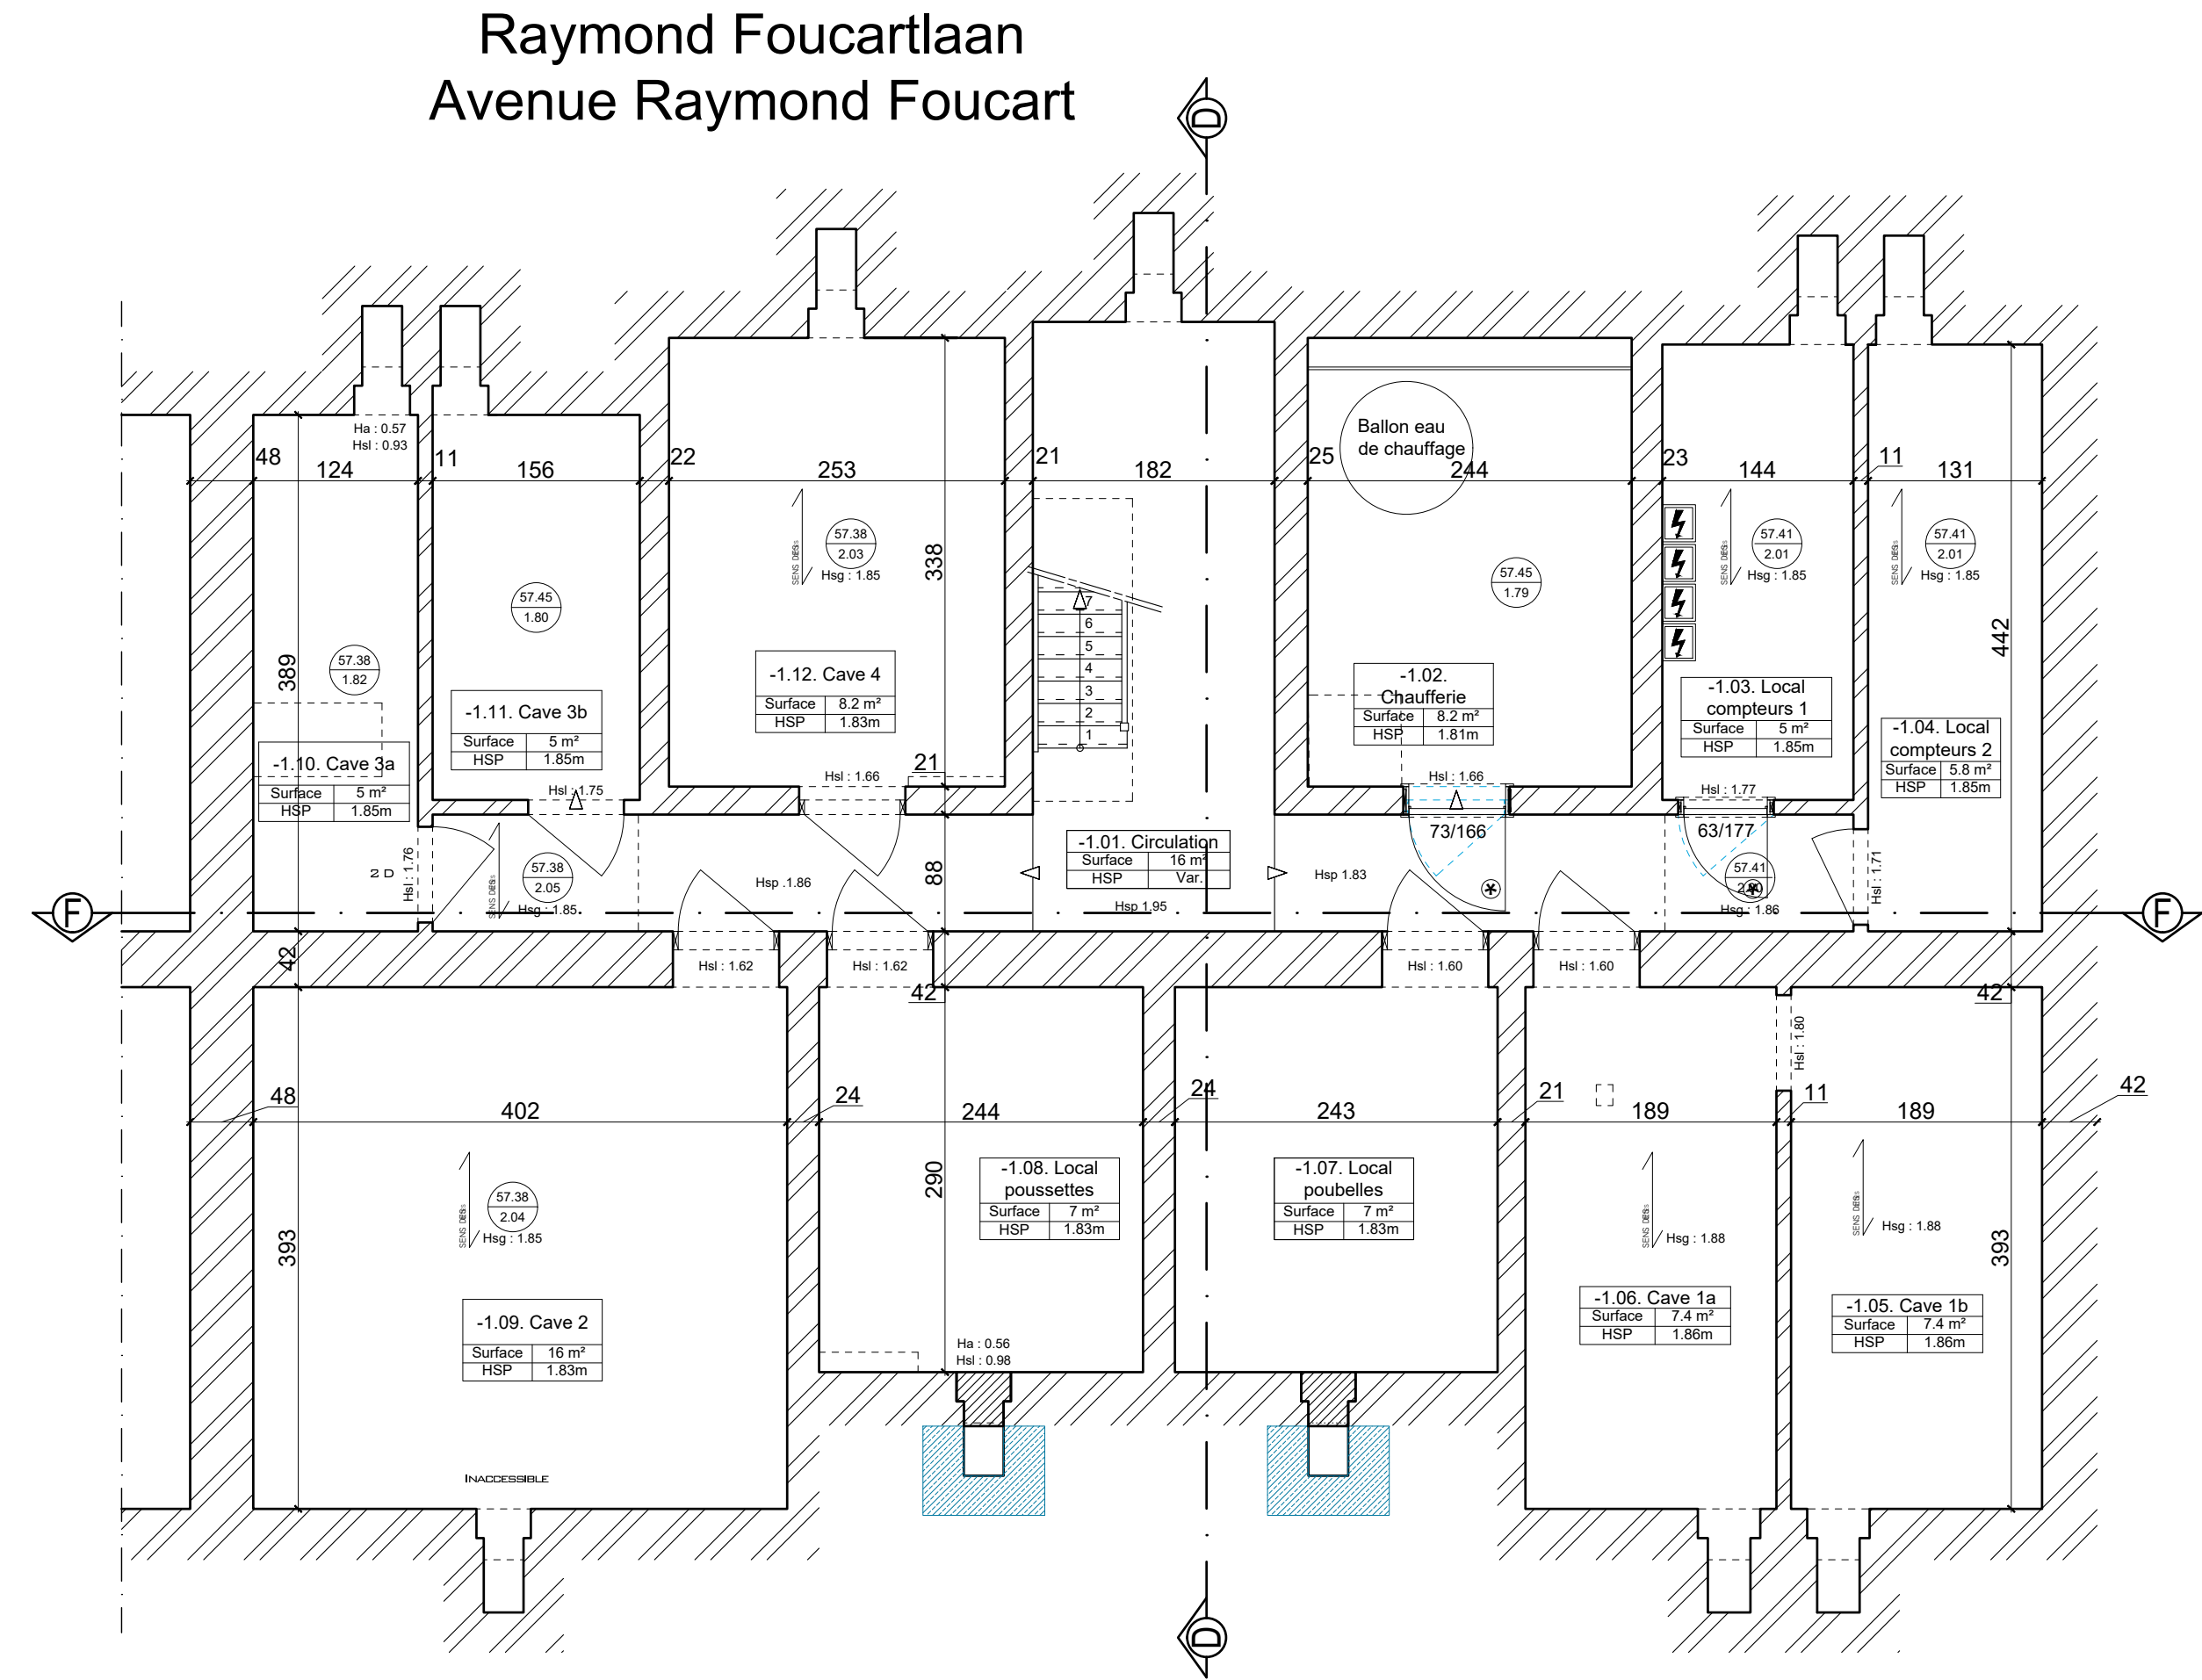 Raymond Foucartlaan
Avenue Raymond Foucart
D
Ha : 0.57
Hsl : 0.93
48
124
11
156
22
253
21
182
25
244
23
144
11
131
Ballon eau
de chauffage
57.38
2.03
Hsg : 1.85
338
57.45
1.80
57.45
1.79
57.41
2.01
Hsg : 1.85
57.41
2.01
Hsg : 1.85
442
389
57.38
1.82
7
6
5
4
3
2
1
-1.12. Cave 4
Surface 8.2 m²
HSP 1.83m
-1.02.
Chaufferie
Surface 8.2 m²
HSP 1.81m
-1.03. Local
compteurs 1
Surface 5 m²
HSP 1.85m
-1.11. Cave 3b
Surface 5 m²
HSP 1.85m
-1.04. Local
compteurs 2
Surface 5.8 m²
HSP 1.85m
-1.10. Cave 3a
Surface 5 m²
HSP 1.85m
Hsl : 1.75
Hsl : 1.66
21
Hsl : 1.66
Hsl : 1.77
73/166
63/177
-1.01. Circulation
Surface 16 m²
HSP Var.
Hsl : 1.76
2 D
57.38
2.05
Hsg : 1.85
Hsp .1.86
88
Hsp 1.83
Hsp 1.95
57.41
Hsg : 1.86
Hsl : 1.71
F
F
42
Hsl : 1.62
Hsl : 1.62
42
Hsl : 1.60
Hsl : 1.60
42
Hsl : 1.80
48
402
24
244
24
243
21
189
11
189
42
290
-1.08. Local
poussettes
Surface 7 m²
HSP 1.83m
-1.07. Local
poubelles
Surface 7 m²
HSP 1.83m
57.38
2.04
Hsg : 1.85
Hsg : 1.88
Hsg : 1.88
393
393
-1.09. Cave 2
Surface 16 m²
HSP 1.83m
-1.06. Cave 1a
Surface 7.4 m²
HSP 1.86m
-1.05. Cave 1b
Surface 7.4 m²
HSP 1.86m
Ha : 0.56
Hsl : 0.98
INACCESSIBLE
D